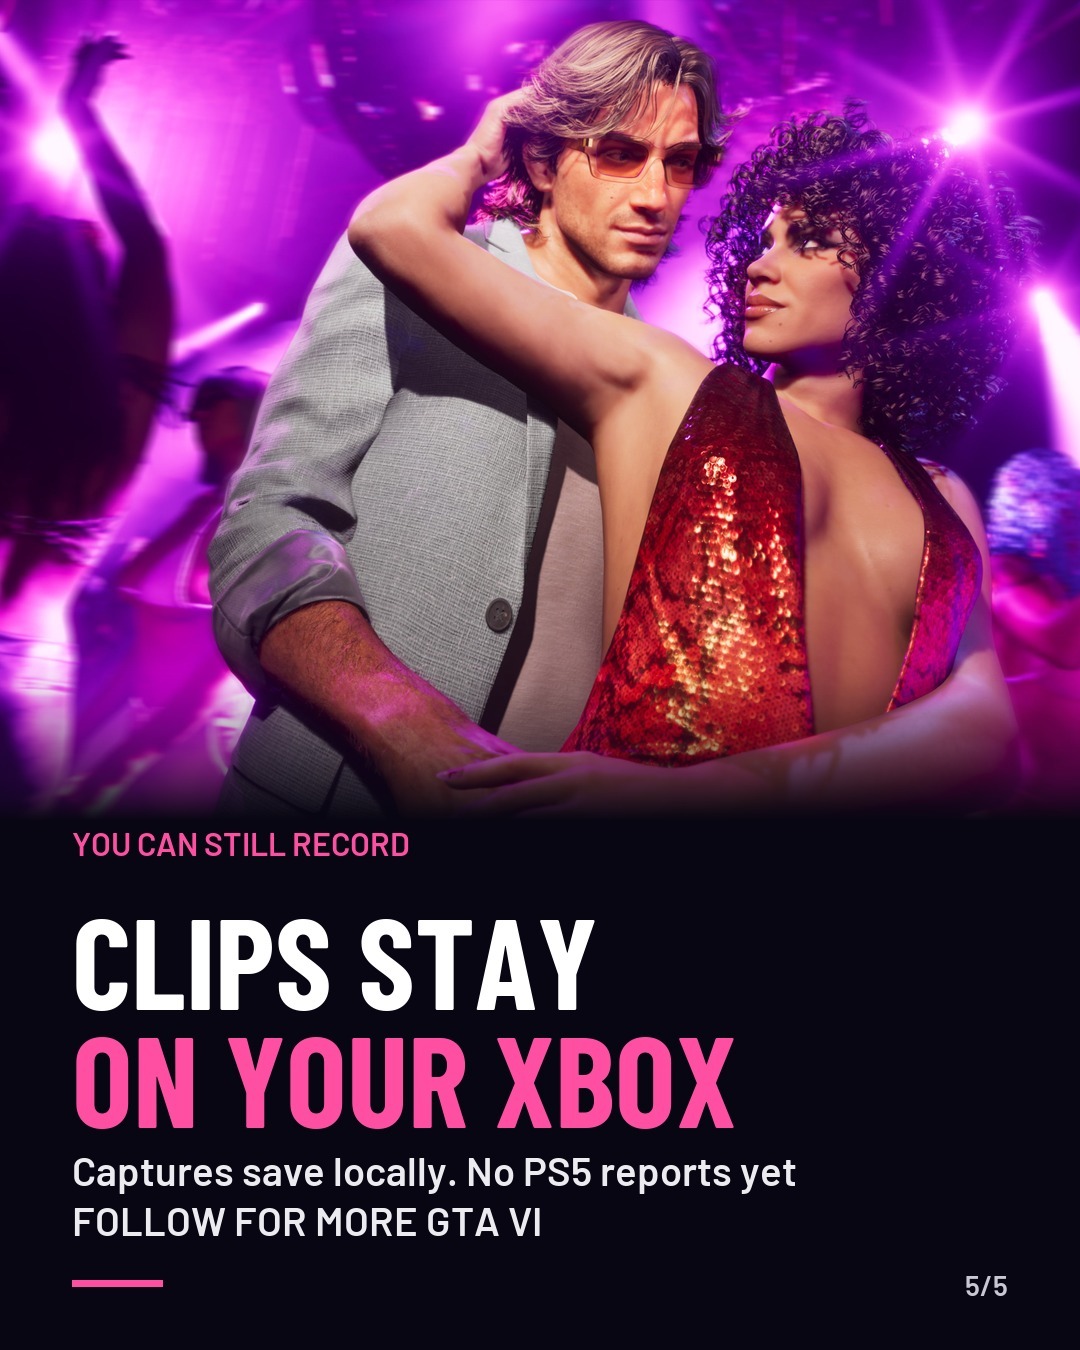 YOU CAN STILL RECORD
CLIPS STAY
ON YOUR XBOX
Captures save locally. No PS5 reports yet
FOLLOW FOR MORE GTA VI
5/5